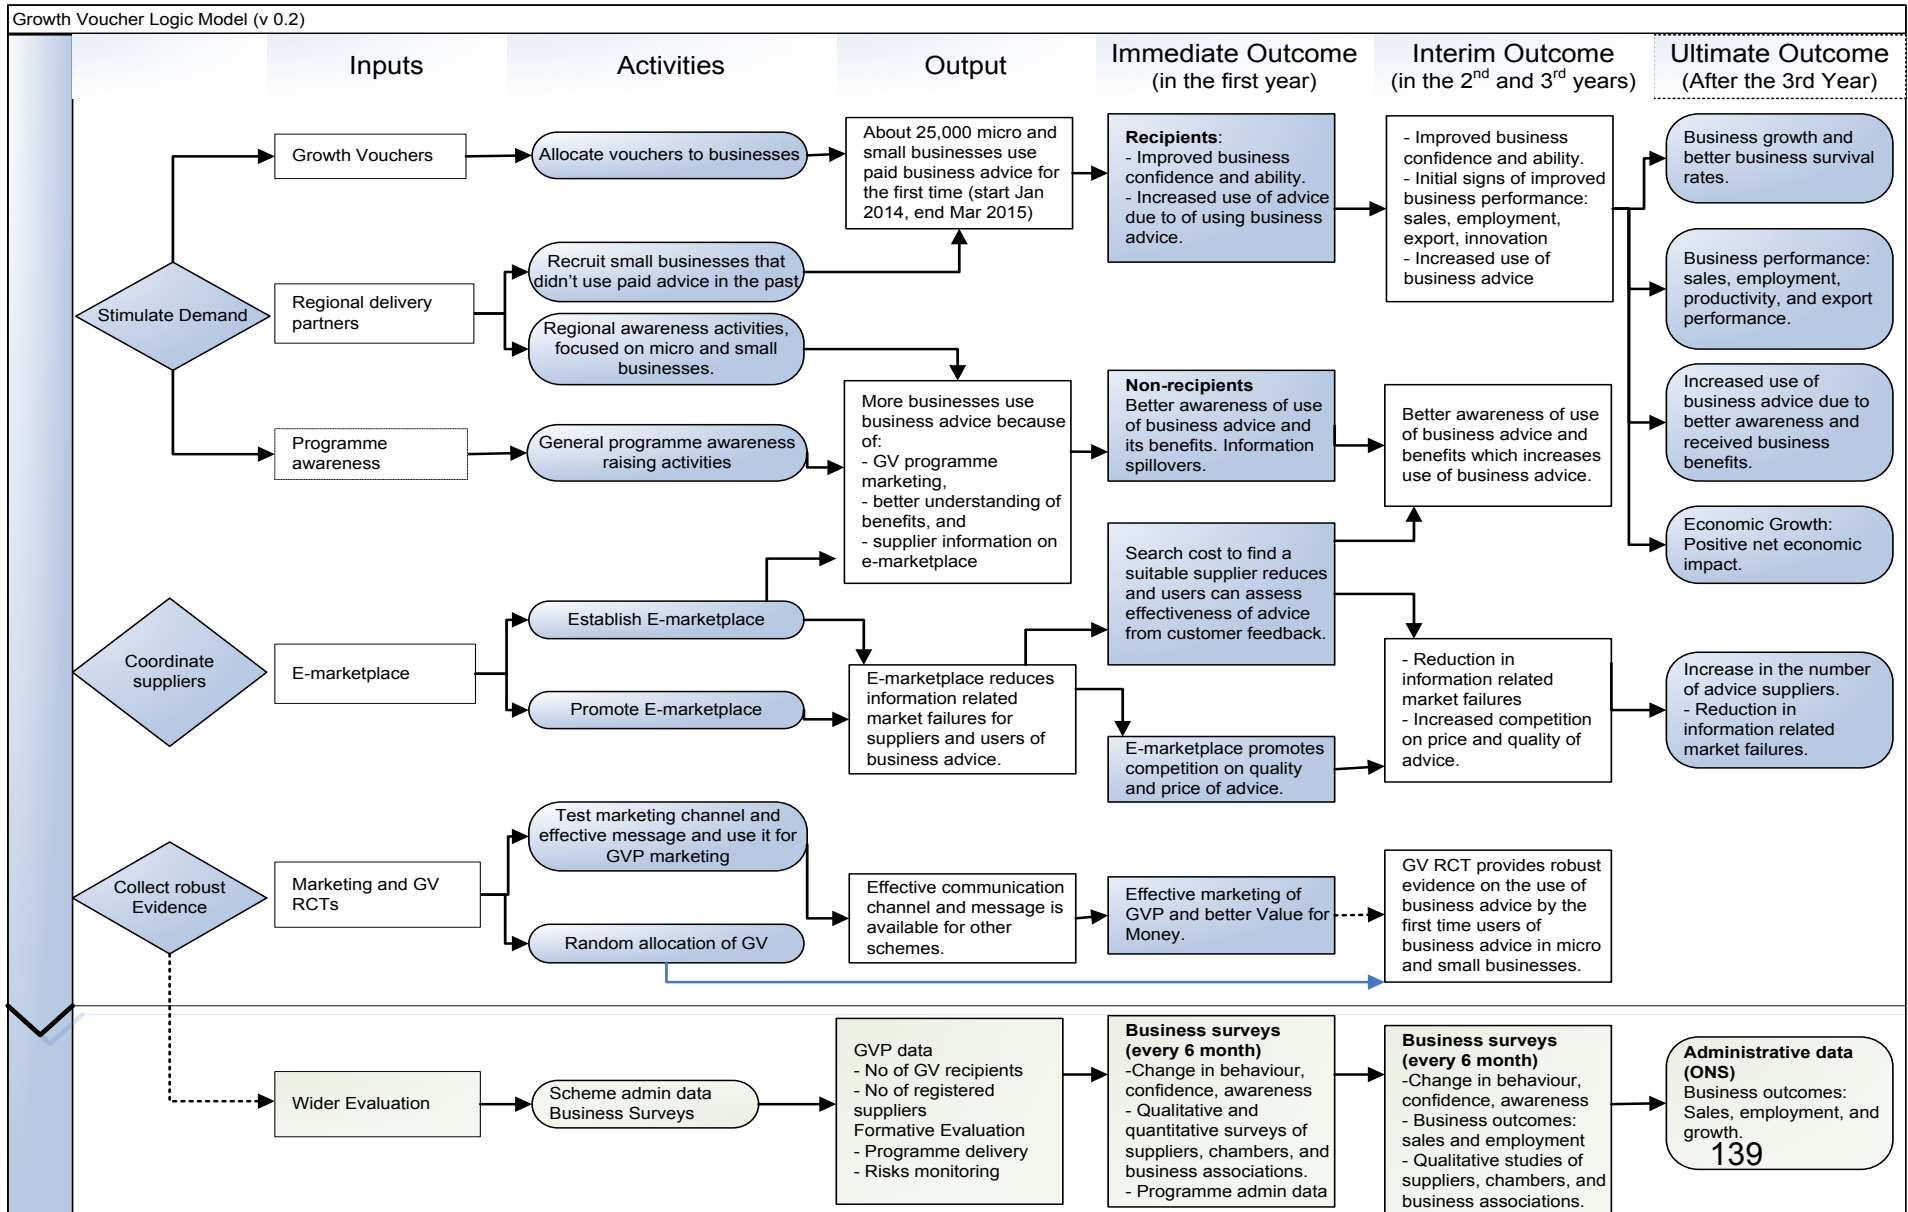 Growth Voucher Logic Model (v 0.2)
Inputs
Activities
Output
Immediate Outcome
(in the first year)
Interim Outcome
(in the 2nd and 3rd years)
Ultimate Outcome
(After the 3rd Year)
Stimulate Demand
Growth Vouchers
Allocate vouchers to businesses
About 25,000 micro and
small businesses use
paid business advice for
the first time (start Jan
2014, end Mar 2015)
Recipients:
- Improved business
confidence and ability.
- Increased use of advice
due to of using business
advice.
- Improved business
confidence and ability.
- Initial signs of improved
business performance:
sales, employment,
export, innovation
- Increased use of
business advice
Business growth and
better business survival
rates.
Regional delivery
partners
Recruit small businesses that
didn't use paid advice in the past
Regional awareness activities,
focused on micro and small
businesses.
Business performance:
sales, employment,
productivity, and export
performance.
Programme
awareness
General programme awareness
raising activities
More businesses use
business advice because
of:
- GV programme
marketing,
- better understanding of
benefits, and
- supplier information on
e-marketplace
Non-recipients
Better awareness of use
of business advice and
its benefits. Information
spillovers.
Better awareness of use
of business advice and
benefits which increases
use of business advice.
Increased use of
business advice due to
better awareness and
received business
benefits.
Economic Growth:
Positive net economic
impact.
Coordinate
suppliers
E-marketplace
Establish E-marketplace
Promote E-marketplace
E-marketplace reduces
information related
market failures for
suppliers and users of
business advice.
Search cost to find a
suitable supplier reduces
and users can assess
effectiveness of advice
from customer feedback.
E-marketplace promotes
competition on quality
and price of advice.
- Reduction in
information related
market failures
- Increased competition
on price and quality of
advice.
Increase in the number
of advice suppliers.
- Reduction in
information related
market failures.
Collect robust
Evidence
Marketing and GV
RCTs
Test marketing channel and
effective message and use it for
GVP marketing
Random allocation of GV
Effective communication
channel and message is
available for other
schemes.
Effective marketing of
GVP and better Value for
Money.
GV RCT provides robust
evidence on the use of
business advice by the
first time users of
business advice in micro
and small businesses.
Wider Evaluation
Scheme admin data
Business Surveys
GVP data
- No of GV recipients
- No of registered
suppliers
Formative Evaluation
- Programme delivery
- Risks monitoring
Business surveys
(every 6 month)
-Change in behaviour,
confidence, awareness
- Qualitative and
quantitative surveys of
suppliers, chambers, and
business associations.
- Programme admin data
Business surveys
(every 6 month)
-Change in behaviour,
confidence, awareness
- Business outcomes:
sales and employment
- Qualitative studies of
suppliers, chambers, and
business associations.
Administrative data
(ONS)
Business outcomes:
Sales, employment, and
growth.
139